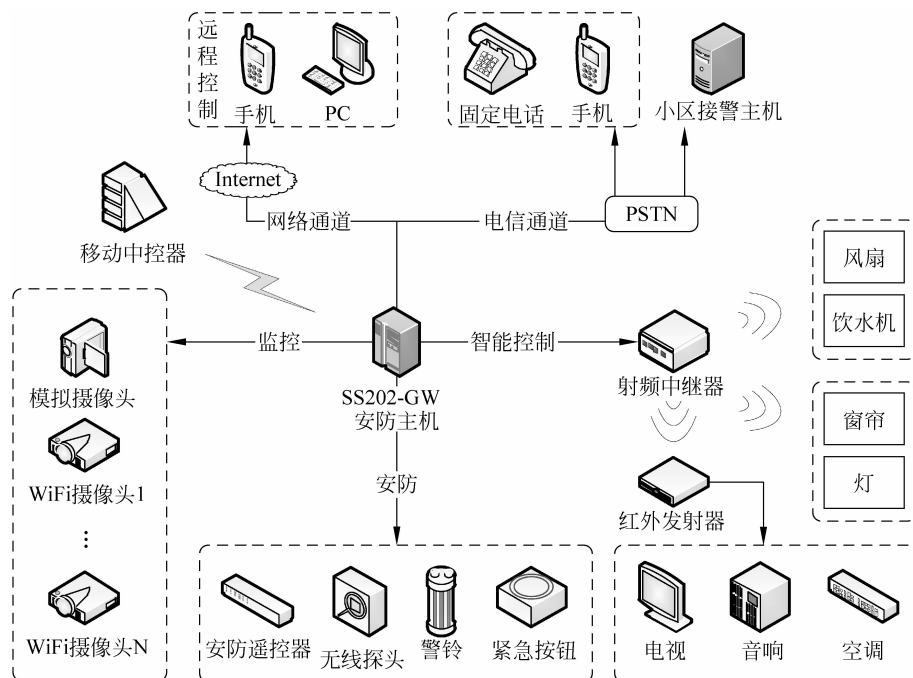 远程控制
手机
PC
固定电话
手机
小区接警主机
Internet
网络通道
电信通道
PSTN
移动中控器
风扇
饮水机
监控
智能控制
模拟摄像头
SS202-GW
安防主机
射频中继器
窗帘
灯
WiFi摄像头1
⋮
安防
红外发射器
WiFi摄像头N
安防遥控器
无线探头
警铃
紧急按钮
电视
音响
空调